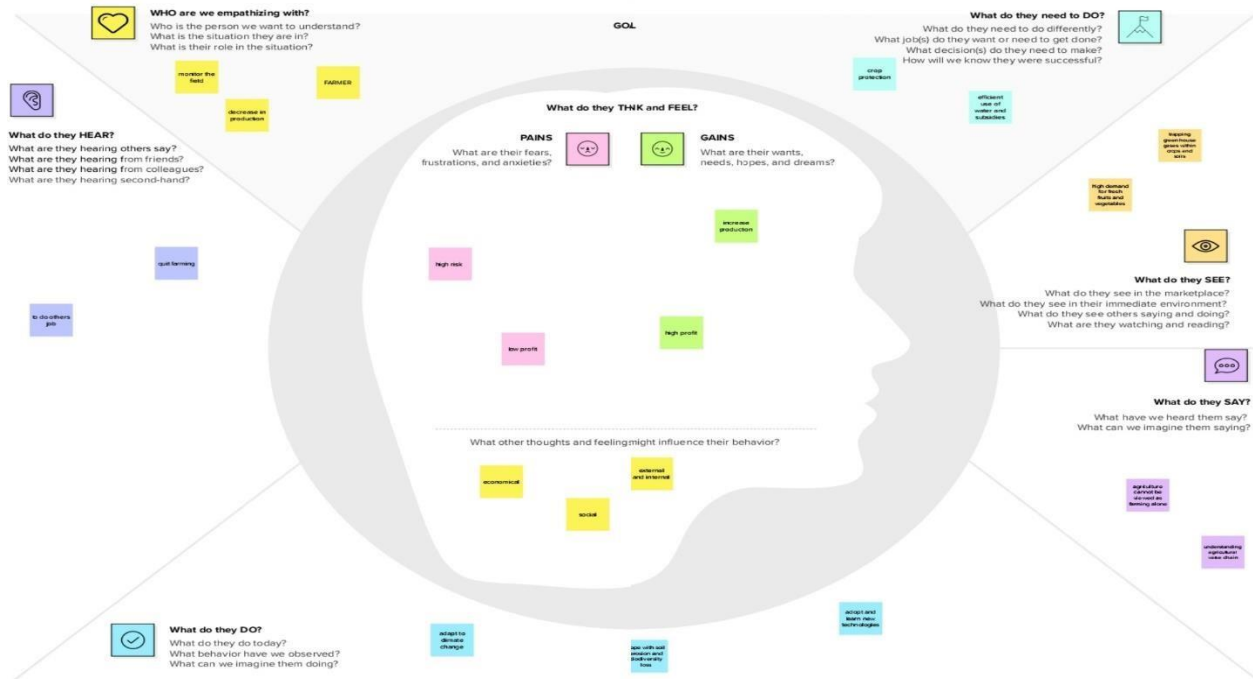 WHO are we empathizing with?
Who is the person we want to understand?
What is the situation they are in?
What is their role in the situation?
monitor the
field
decrease in
production
FARMER
GOL
What do they need to DO?
What do they need to do differently?
What job(s) do they want or need to get done?
What decision(s) do they need to make?
How will we know they were successful?
crop
protection
efficient
use of
water and
subsidies
What do they HEAR?
What are they hearing others say?
What are they hearing from friends?
What are they hearing from colleagues?
What are they hearing second-hand?
quit farming
to do others
job
What do they THNK and FEEL?
PAINS
What are their fears,
frustrations, and anxieties?
GAINS
What are their wants,
needs, hopes, and dreams?
high risk
low profit
increase
production
high profit
What other thoughts and feelingmight influence their behavior?
economical
social
external
and internal
green house
gases within
High demand
for fresh
fruits and
vegetables
What do they SEE?
What do they see in the marketplace?
What do they see in their immediate environment?
What do they see others saying and doing?
What are they watching and reading?
What do they SAY?
What have we heard them say?
What can we imagine them saying?
agriculture
cannot be
viewed as
farming alone
understanding
agricultural
chain
What do they DO?
What do they do today?
What behavior have we observed?
What can we imagine them doing?
adapt to
climate
change
with soil
biodiversity
loss
adopt and
learn new
technologies